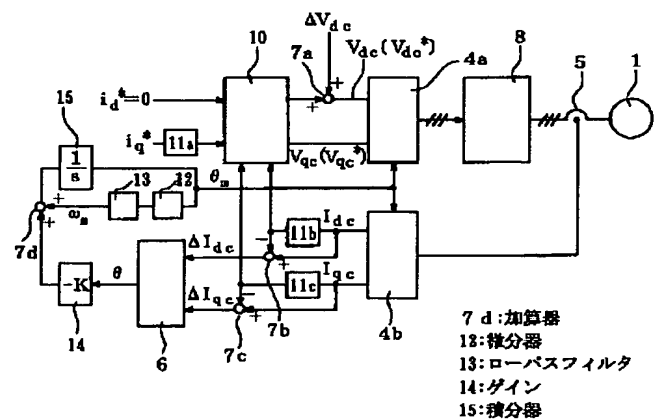 ΔVdc
10
7a
Vdc(Vdc*)
4a
8
5
1
id*=0
15
iq*
11a
Vqc(Vqc*)
1/s
13
12
θm
ωm
7d
Idc
11b
ΔIdc
Iqc
11c
θ
ΔIqc
-K
7b
7c
14
6
4b
7d:加算器
12:微分器
13:ローパスフィルタ
14:ゲイン
15:積分器